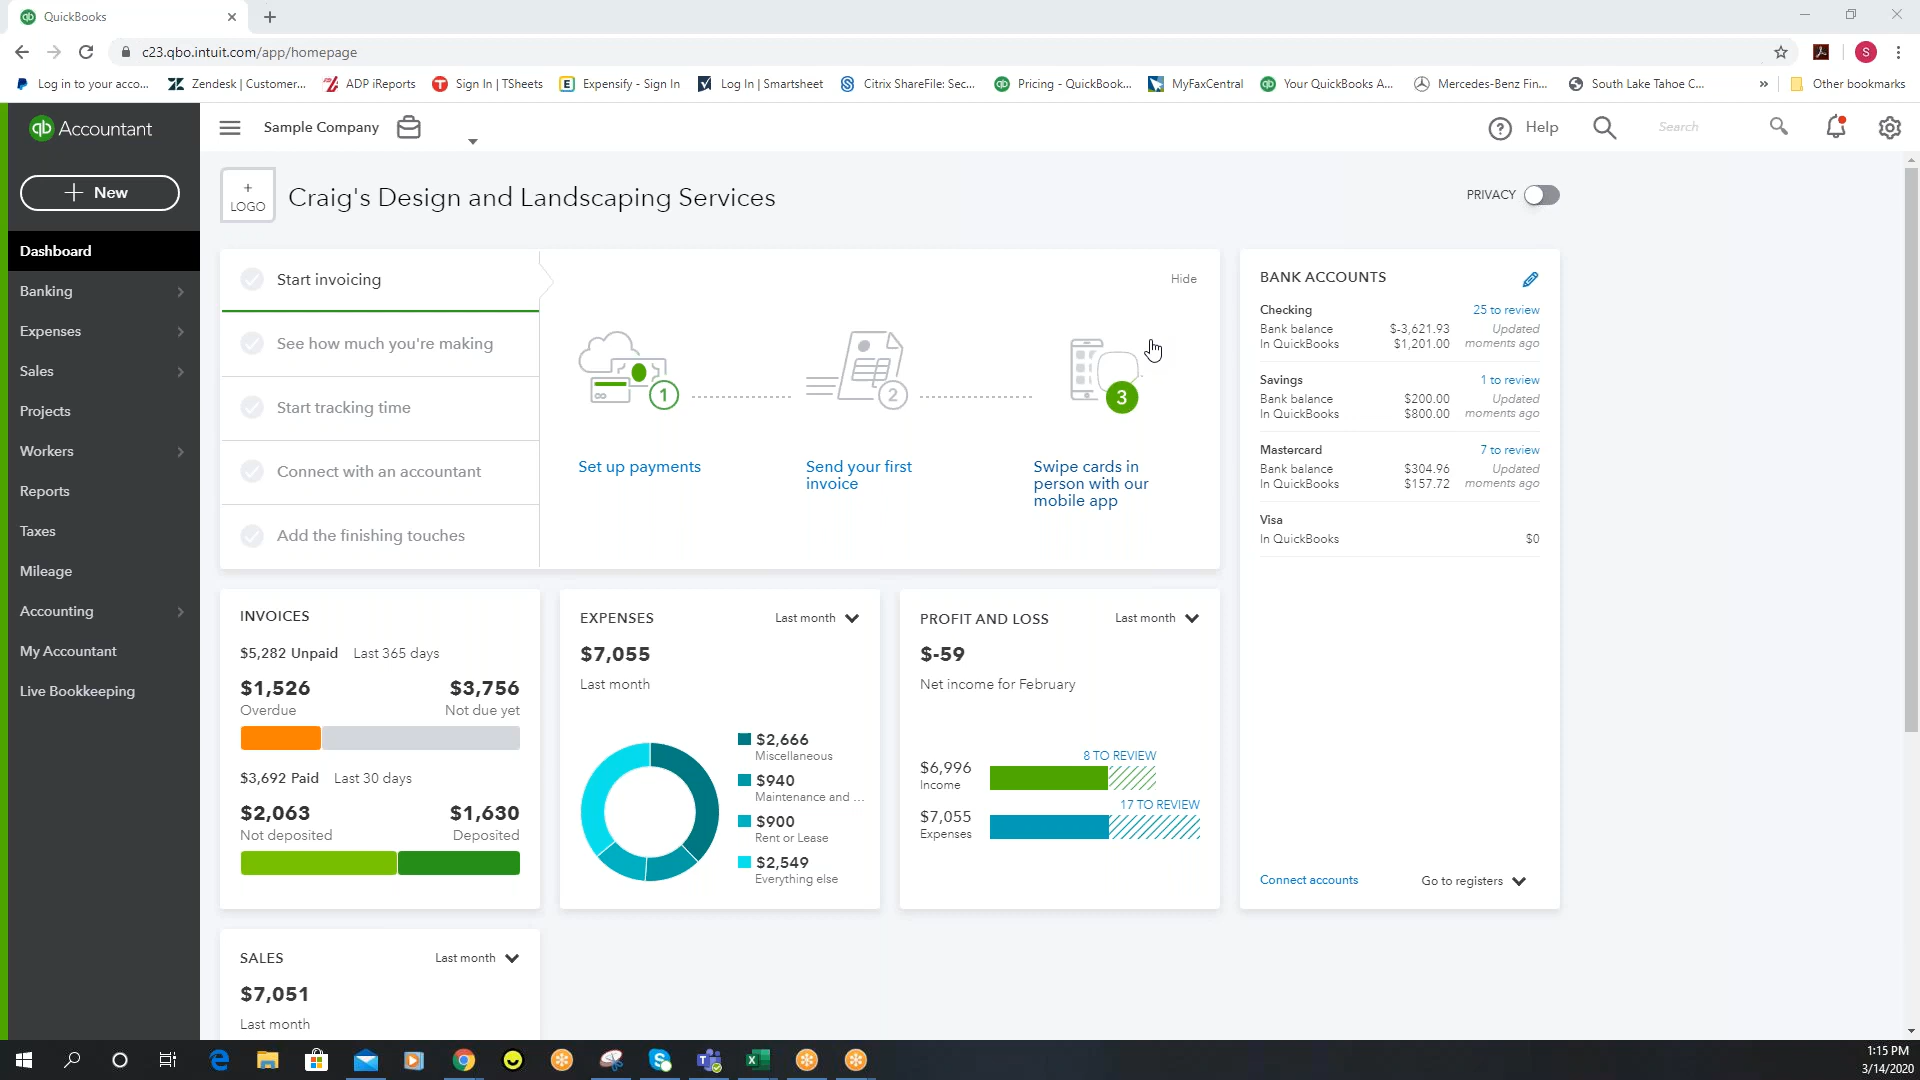 QuickBooks
c23.qbo.intuit.com/app/homepage
S
Log in to your acco...
Zendesk | Customer...
ADP iReports
Sign In | TSheets
Expensify - Sign In
Log In | Smartsheet
Citrix ShareFile: Sec...
Pricing - QuickBook...
MyFaxCentral
Your QuickBooks A...
Mercedes-Benz Fin...
South Lake Tahoe C...
»
Other bookmarks
qb Accountant
Sample Company
Help
Search
+ New
Dashboard
Banking
Expenses
Sales
Projects
Workers
Reports
Taxes
Mileage
Accounting
My Accountant
Live Bookkeeping
+
LOGO
Craig's Design and Landscaping Services
PRIVACY
Start invoicing
See how much you're making
Start tracking time
Connect with an accountant
Add the finishing touches
Hide
1
2
3
Set up payments
Send your first
invoice
Swipe cards in
person with our
mobile app
BANK ACCOUNTS
Checking 25 to review
Bank balance $-3,621.93 Updated
In QuickBooks $1,201.00 moments ago
Savings 1 to review
Bank balance $200.00 Updated
In QuickBooks $800.00 moments ago
Mastercard 7 to review
Bank balance $304.96 Updated
In QuickBooks $157.72 moments ago
Visa
In QuickBooks $0
Connect accounts Go to registers
INVOICES
$5,282 Unpaid Last 365 days
$1,526 $3,756
Overdue Not due yet
$3,692 Paid Last 30 days
$2,063 $1,630
Not deposited Deposited
EXPENSES Last month
$7,055
Last month
$2,666
Miscellaneous
$940
Maintenance and ...
$900
Rent or Lease
$2,549
Everything else
PROFIT AND LOSS Last month
$-59
Net income for February
8 TO REVIEW
$6,996
Income
17 TO REVIEW
$7,055
Expenses
SALES Last month
$7,051
Last month
1:15 PM
3/14/2020